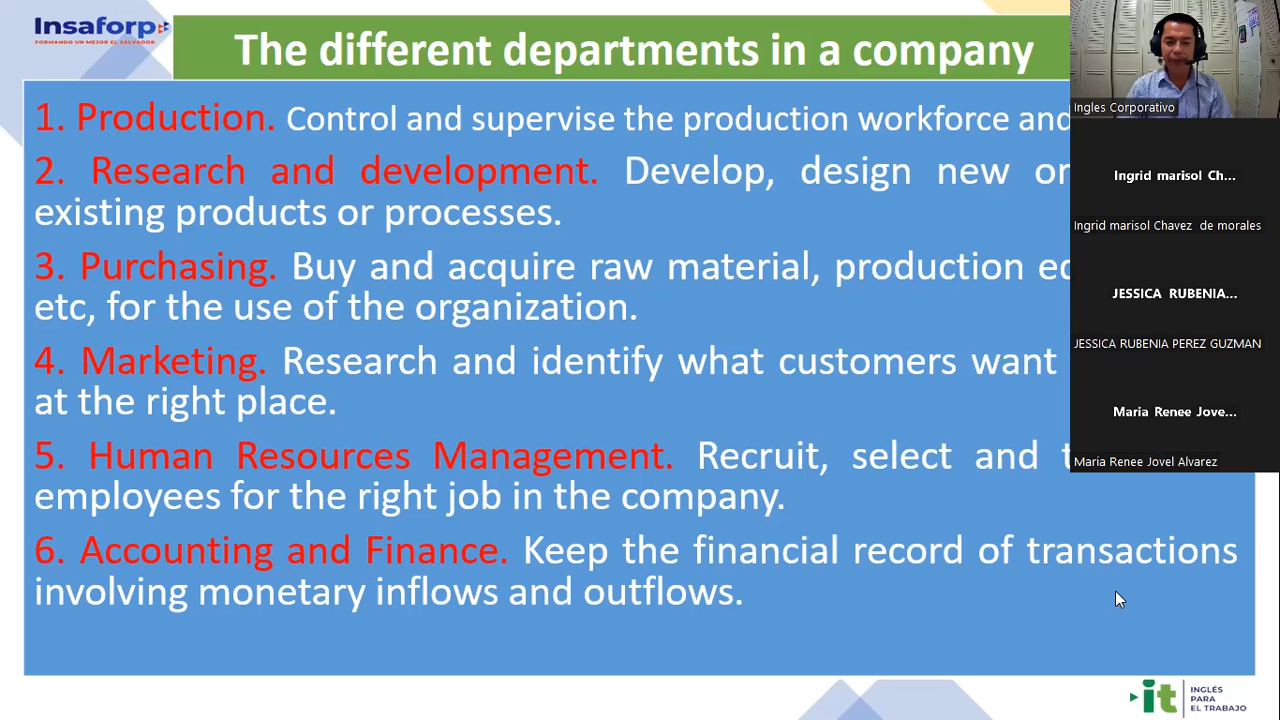 Insaforp
FORMANDO UN MEJOR EL SALVADOR
The different departments in a company
1. Production. Control and supervise the production workforce and
2. Research and development. Develop, design new or
existing products or processes.
3. Purchasing. Buy and acquire raw material, production
etc, for the use of the organization.
4. Marketing. Research and identify what customers want
at the right place.
5. Human Resources Management. Recruit, select and
employees for the right job in the company.
6. Accounting and Finance. Keep the financial record of transactions
involving monetary inflows and outflows.
Ingles Corporativo
Ingrid marisol Ch...
Ingrid marisol Chavez de morales
JESSICA RUBENIA...
JESSICA RUBENIA PEREZ GUZMAN
Maria Renee Jove...
Maria Renee Jovel Alvarez
it
INGLÉS
PARA
EL TRABAJO